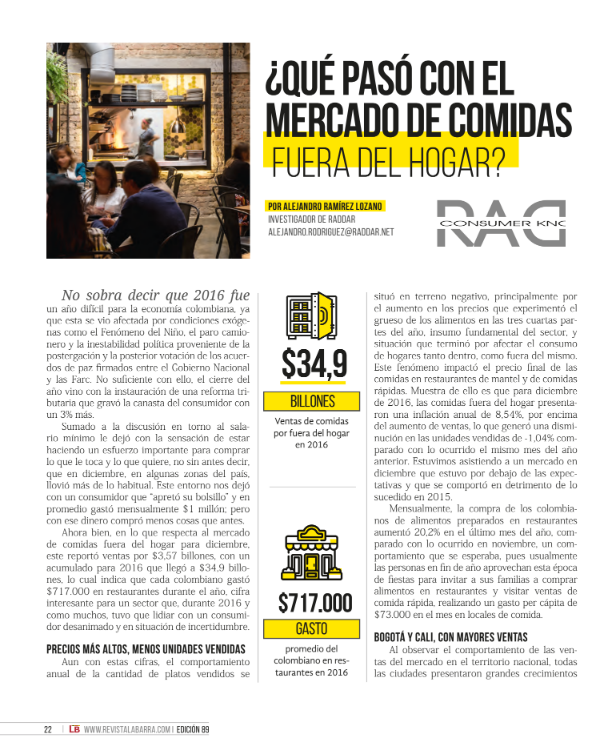 ¿QUÉ PASÓ CON EL
MERCADO DE COMIDAS
FUERA DEL HOGAR?
POR ALEJANDRO RAMÍREZ LOZANO
INVESTIGADOR DE RADDAR
ALEJANDRO.RODRIGUEZ@RADDAR.NET
RAD
CONSUMER KNO
No sobra decir que 2016 fue
un año difícil para la economía colombiana, ya
que esta se vio afectada por condiciones exóge-
nas como el Fenómeno del Niño, el paro camio-
nero y la inestabilidad política proveniente de la
postergación y la posterior votación de los acuer-
dos de paz firmados entre el Gobierno Nacional
y las Farc. No suficiente con ello, el cierre del
año vino con la instauración de una reforma tri-
butaria que gravó la canasta del consumidor con
un 3% más.
Sumado a la discusión en torno al sala-
rio mínimo le dejó con la sensación de estar
haciendo un esfuerzo importante para comprar
lo que le toca y lo que quiere, no sin antes decir,
que en diciembre, en algunas zonas del país,
llovió más de lo habitual. Este entorno nos dejó
con un consumidor que "apretó su bolsillo" y en
promedio gastó mensualmente $1 millón; pero
con ese dinero compró menos cosas que antes.
Ahora bien, en lo que respecta al mercado
de comidas fuera del hogar para diciembre,
este reportó ventas por $3,57 billones, con un
acumulado para 2016 que llegó a $34,9 billo-
nes, lo cual indica que cada colombiano gastó
$717.000 en restaurantes durante el año, cifra
interesante para un sector que, durante 2016 y
como muchos, tuvo que lidiar con un consumi-
dor desanimado y en situación de incertidumbre.
PRECIOS MÁS ALTOS, MENOS UNIDADES VENDIDAS
Aun con estas cifras, el comportamiento
anual de la cantidad de platos vendidos se
$34,9
BILLONES
Ventas de comidas
por fuera del hogar
en 2016
$717.000
GASTO
promedio del
colombiano en res-
taurantes en 2016
situó en terreno negativo, principalmente por
el aumento en los precios que experimentó el
grueso de los alimentos en las tres cuartas par-
tes del año, insumo fundamental del sector, y
situación que terminó por afectar el consumo
de hogares tanto dentro, como fuera del mismo.
Este fenómeno impactó el precio final de las
comidas en restaurantes de mantel y de comidas
rápidas. Muestra de ello es que para diciembre
de 2016, las comidas fuera del hogar presenta-
ron una inflación anual de 8,54%, por encima
del aumento de ventas, lo que generó una dismi-
nución en las unidades vendidas de -1,04% com-
parado con lo ocurrido el mismo mes del año
anterior. Estuvimos asistiendo a un mercado en
diciembre que estuvo por debajo de las expec-
tativas y que se comportó en detrimento de lo
sucedido en 2015.
Mensualmente, la compra de los colombia-
nos de alimentos preparados en restaurantes
aumentó 20,2% en el último mes del año, com-
parado con lo ocurrido en noviembre, un com-
portamiento que se esperaba, pues usualmente
las personas en fin de año aprovechan esta época
de fiestas para invitar a sus familias a comprar
alimentos en restaurantes y visitar ventas de
comida rápida, realizando un gasto per cápita de
$73.000 en el mes en locales de comida.
BOGOTÁ Y CALI, CON MAYORES VENTAS
Al observar el comportamiento de las ven-
tas del mercado en el territorio nacional, todas
las ciudades presentaron grandes crecimientos
22 | LB WWW.REVISTALABARRA.COM | EDICIÓN 89